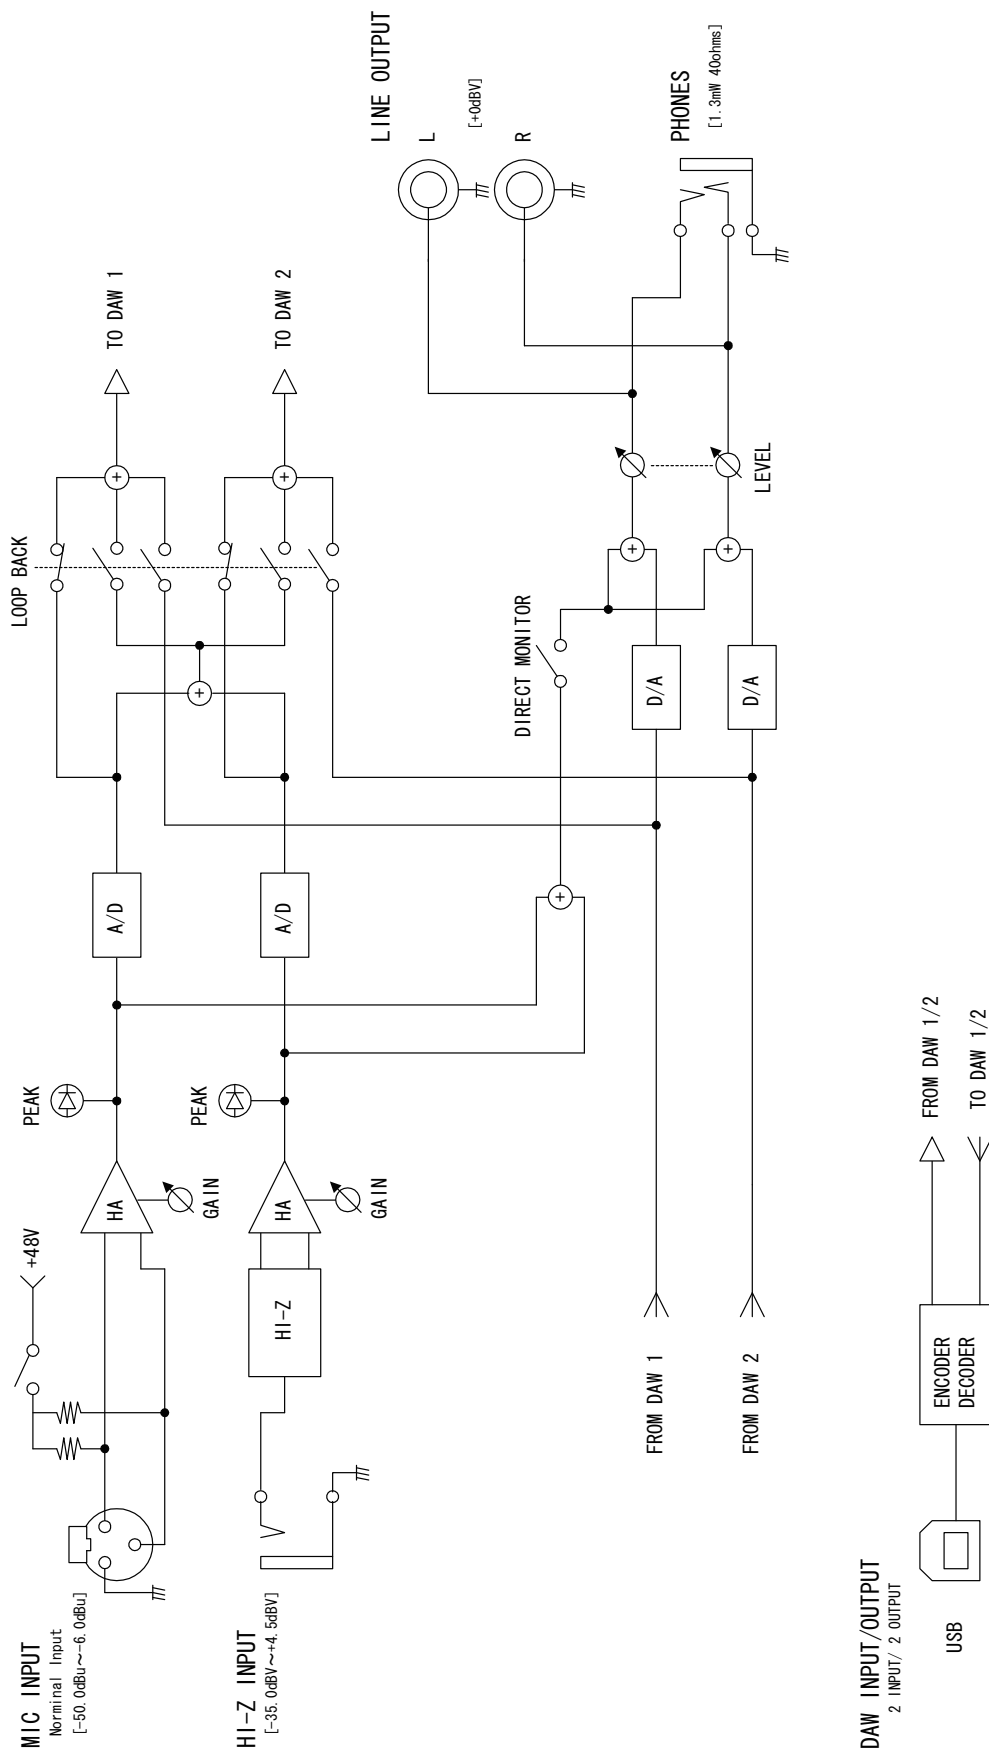 MIC INPUT
Norminal Input
[-50.0dBu~-6.0dBu]
+48V
HA
GAIN
PEAK
A/D
LOOP BACK
TO DAW 1
HI-Z INPUT
[-35.0dBV~+4.5dBV]
HI-Z
HA
GAIN
PEAK
A/D
TO DAW 2
+
+
+
LINE OUTPUT
L
[+0dBV]
R
DIRECT MONITOR
+
FROM DAW 1
D/A
+
FROM DAW 2
D/A
+
LEVEL
PHONES
[1.3mW 40ohms]
DAW INPUT/OUTPUT
2 INPUT/ 2 OUTPUT
USB
ENCODER
DECODER
FROM DAW 1/2
TO DAW 1/2